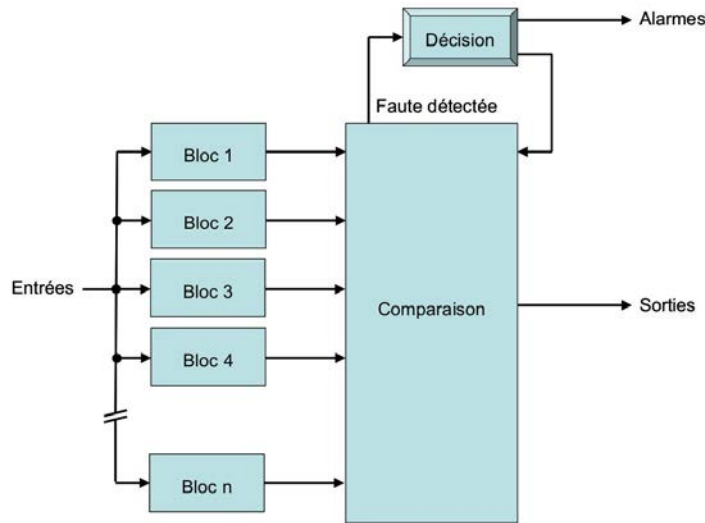 Décision
Alarmes
Faute détectée
Bloc 1
Bloc 2
Entrées
Bloc 3
Comparaison
Sorties
Bloc 4
Bloc n